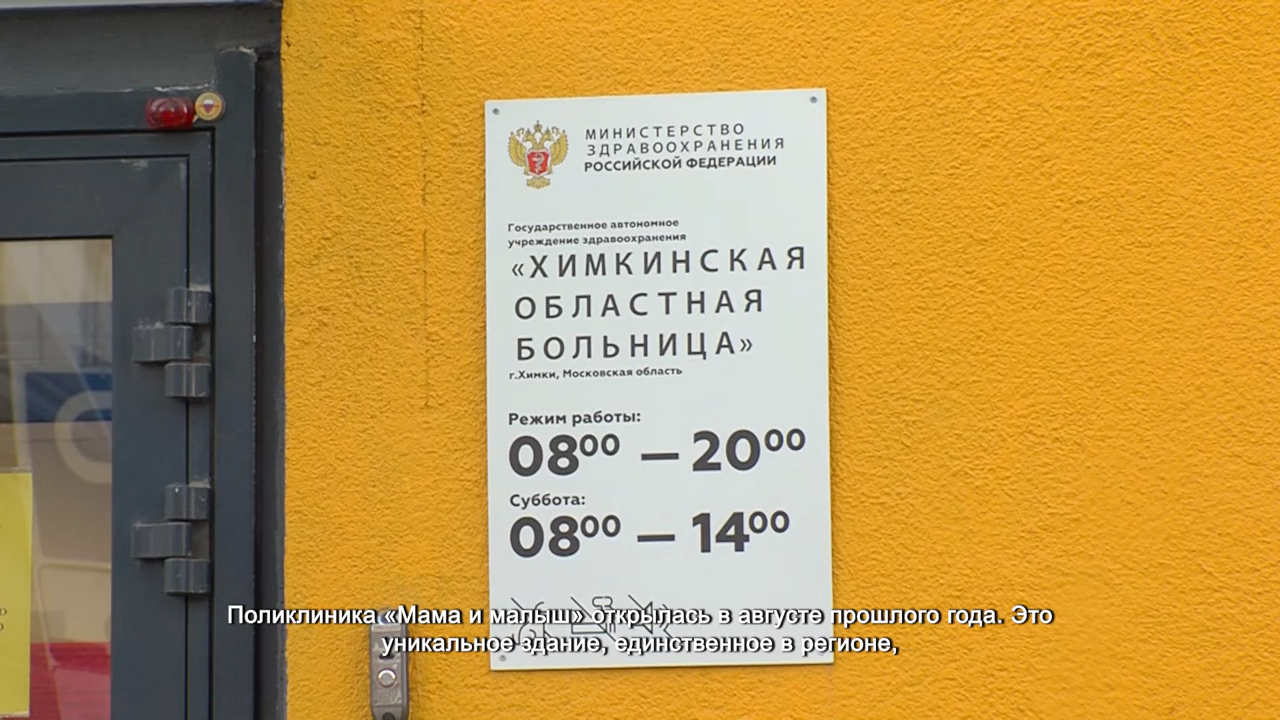 МИНИСТЕРСТВО
ЗДРАВООХРАНЕНИЯ
РОССИЙСКОЙ ФЕДЕРАЦИИ
Государственное автономное
учреждение здравоохранения
«ХИМКИНСКАЯ
ОБЛАСТНАЯ
БОЛЬНИЦА»
г.Химки, Московская область
Режим работы:
08⁰⁰ — 20⁰⁰
Суббота:
08⁰⁰ — 14⁰⁰
Поликлиника «Мама и малыш» открылась в августе прошлого года. Это
уникальное здание, единственное в регионе,